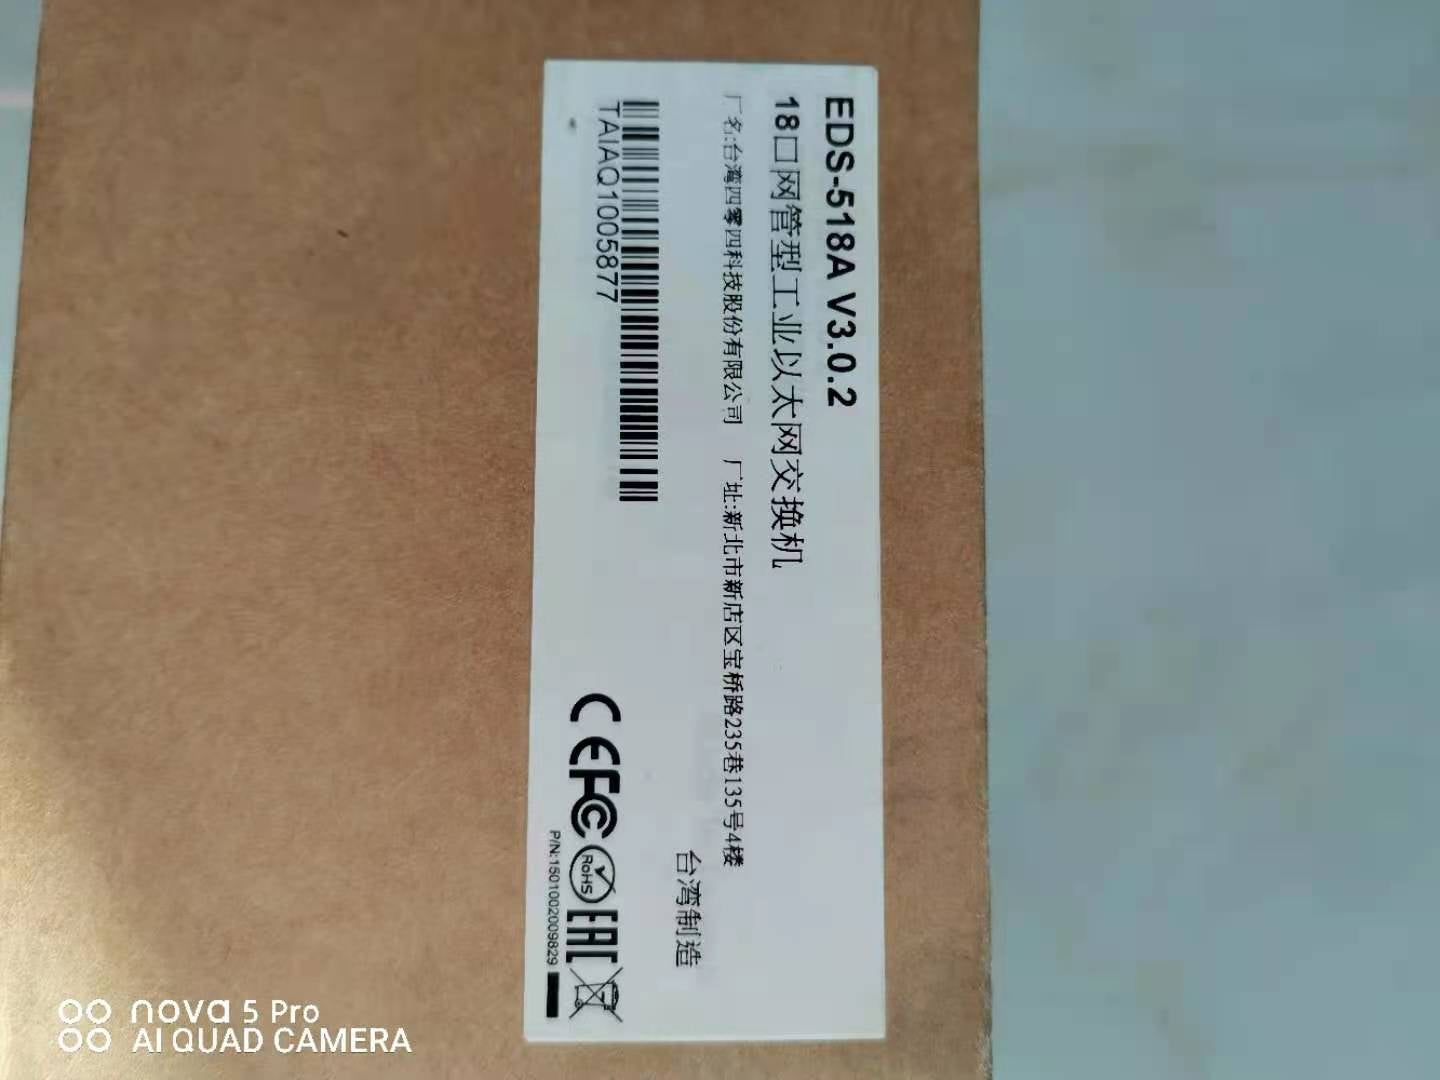 EDS-518A V3.0.2
18口网管型工业以太网交换机
厂名:台湾四零四科技股份有限公司 厂址:新北市新店区宝桥路235巷135号4楼
台湾制造
TAIAQ1005877
CE FC RoHS EAC
P/N:1501002009829
nova 5 Pro
AI QUAD CAMERA